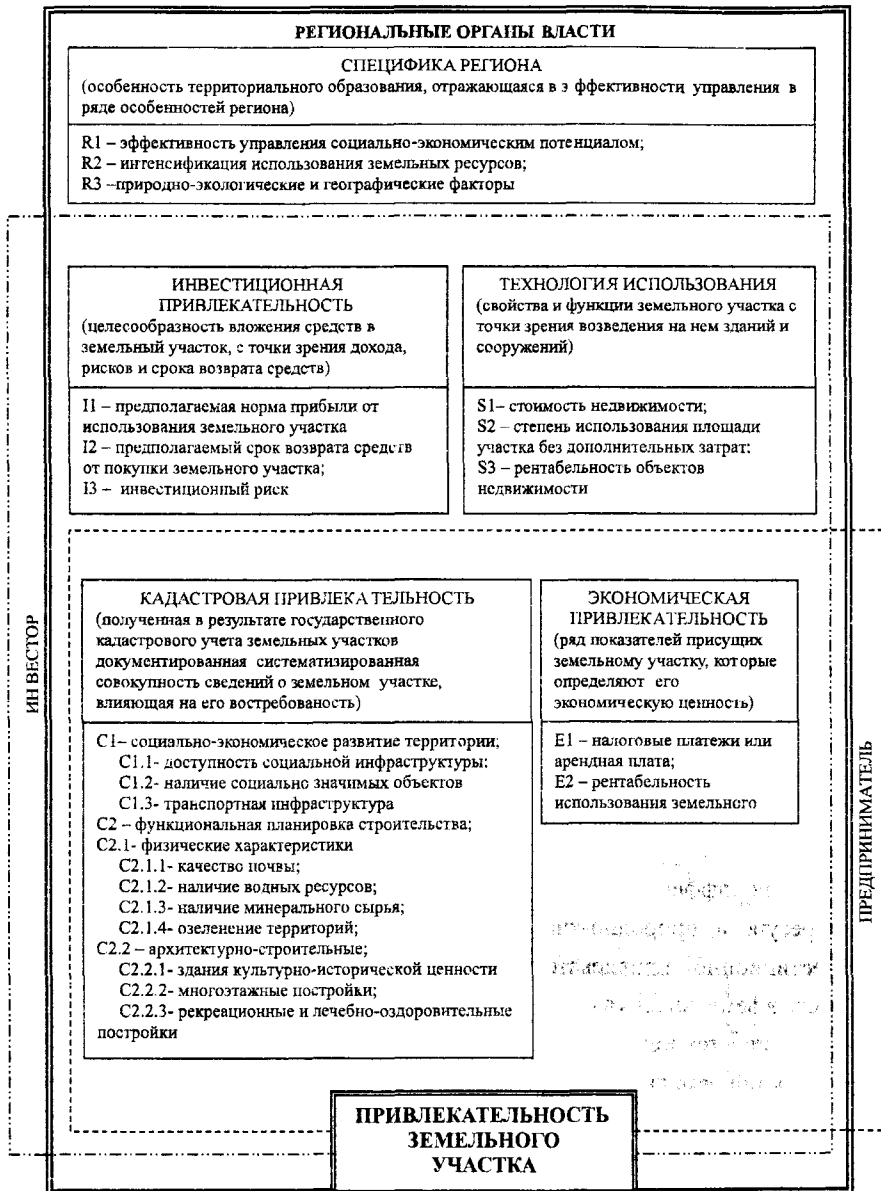 РЕГИОНАЛЬНЫЕ ОРГАНЫ ВЛАСТИ
СПЕЦИФИКА РЕГИОНА
(особенность территориального образования, отражающаяся в э ффективности управления в
ряде особенностей региона)
R1 – эффективность управления социально-экономическим потенциалом;
R2 – интенсификация использования земельных ресурсов;
R3 –природно-экологические и географические факторы
ИНВЕСТИЦИОННАЯ
ПРИВЛЕКАТЕЛЬНОСТЬ
(целесообразность вложения средств в
земельный участок, с точки зрения дохода,
рисков и срока возврата средств)
I1 – предполагаемая норма прибыли от
использования земельного участка
I2 – предполагаемый срок возврата средств
от покупки земельного участка;
I3 – инвестиционный риск
ТЕХНОЛОГИЯ ИСПОЛЬЗОВАНИЯ
(свойства и функции земельного участка с
точки зрения возведения на нем зданий и
сооружений)
S1– стоимость недвижимости;
S2 – степень использования площади
участка без дополнительных затрат;
S3 – рентабельность объектов
недвижимости
ИНВЕСТОР
КАДАСТРОВАЯ ПРИВЛЕКАТЕЛЬНОСТЬ
(полученная в результате государственного
кадастрового учета земельных участков
документированная систематизированная
совокупность сведений о земельном участке,
влияющая на его востребованость)
C1– социально-экономическое развитие территории;
C1.1- доступность социальной инфраструктуры;
C1.2- наличие социально значимых объектов
C1.3- транспортная инфраструктура
C2 – функциональная планировка строительства;
C2.1- физические характеристики
C2.1.1- качество почвы;
C2.1.2- наличие водных ресурсов;
C2.1.3- наличие минерального сырья;
C2.1.4- озеленение территорий;
C2.2 – архитектурно-строительные;
C2.2.1- здания культурно-исторической ценности
C2.2.2- многоэтажные постройки;
C2.2.3- рекреационные и лечебно-оздоровительные
постройки
ЭКОНОМИЧЕСКАЯ
ПРИВЛЕКАТЕЛЬНОСТЬ
(ряд показателей присущих
земельному участку, которые
определяют его
экономическую ценность)
E1 – налоговые платежи или
арендная плата;
E2 – рентабельность
использования земельного
ПРЕДПРИНИМАТЕЛЬ
ПРИВЛЕКАТЕЛЬНОСТЬ
ЗЕМЕЛЬНОГО
УЧАСТКА